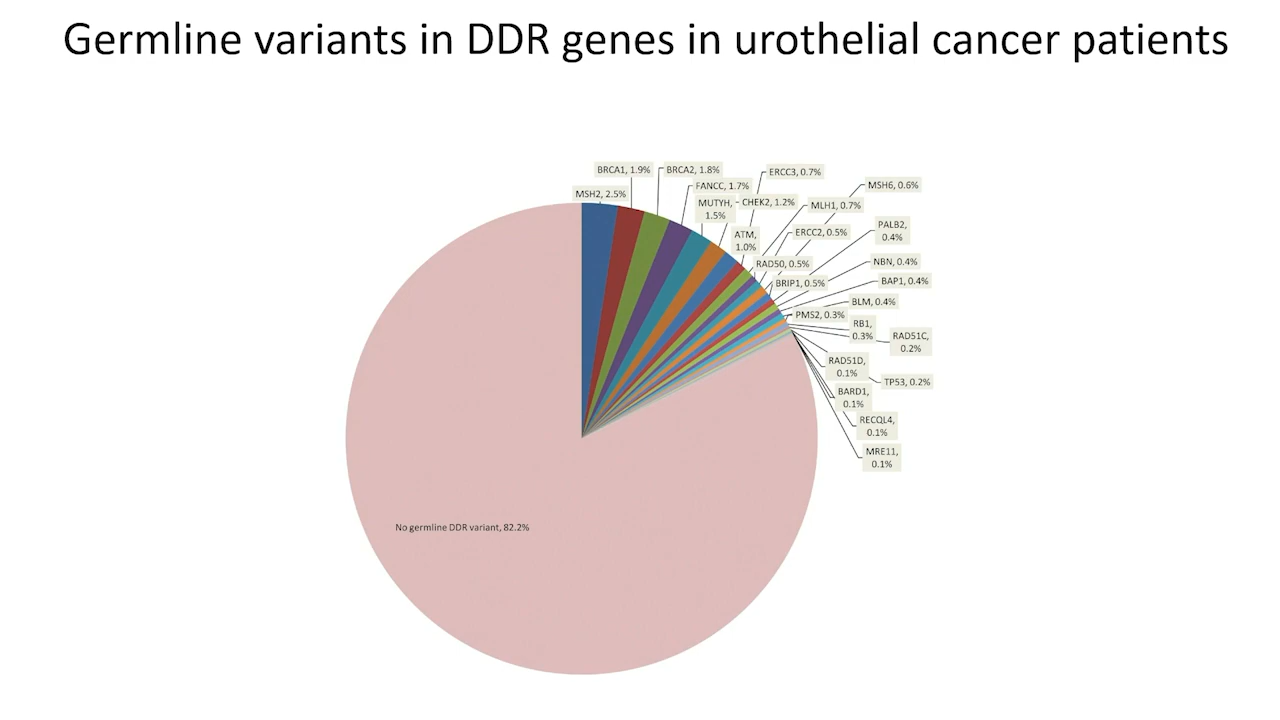 Germline variants in DDR genes in urothelial cancer patients
BRCA1, 1.9%
BRCA2, 1.8%
ERCC3, 0.7%
MSH2, 2.5%
FANCC, 1.7%
MSH6, 0.6%
MUTYH,
1.5%
CHEK2, 1.2%
MLH1, 0.7%
ATM,
1.0%
ERCC2, 0.5%
PALB2,
0.4%
RAD50, 0.5%
NBN, 0.4%
BRIP1, 0.5%
BAP1, 0.4%
BLM, 0.4%
PMS2, 0.3%
RB1,
0.3%
RAD51C,
0.2%
RAD51D,
0.1%
TP53, 0.2%
BARD1,
0.1%
RECQL4,
0.1%
MRE11,
0.1%
No germline DDR variant, 82.2%